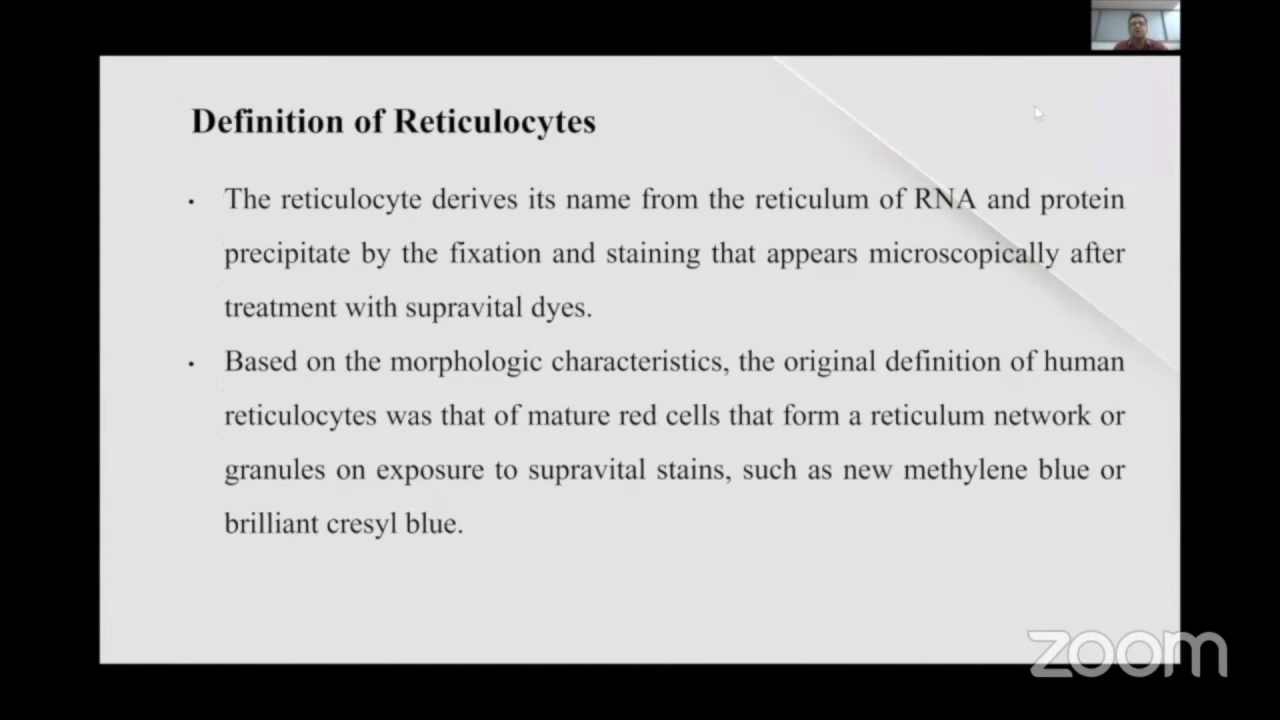 Definition of Reticulocytes
• The reticulocyte derives its name from the reticulum of RNA and protein
precipitate by the fixation and staining that appears microscopically after
treatment with supravital dyes.
• Based on the morphologic characteristics, the original definition of human
reticulocytes was that of mature red cells that form a reticulum network or
granules on exposure to supravital stains, such as new methylene blue or
brilliant cresyl blue.
zoom